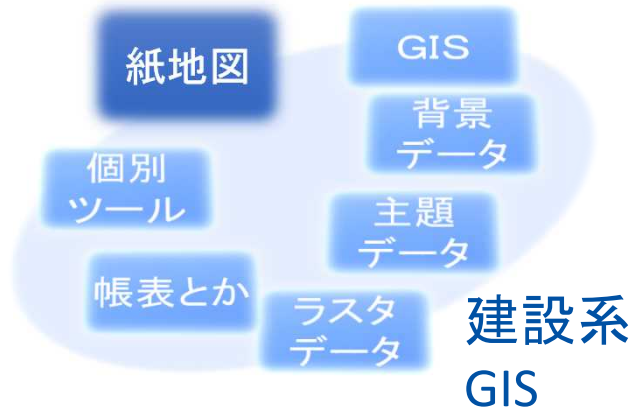 紙地図
GIS
背景
データ
個別
ツール
主題
データ
帳表とか
ラスタ
データ
建設系
GIS